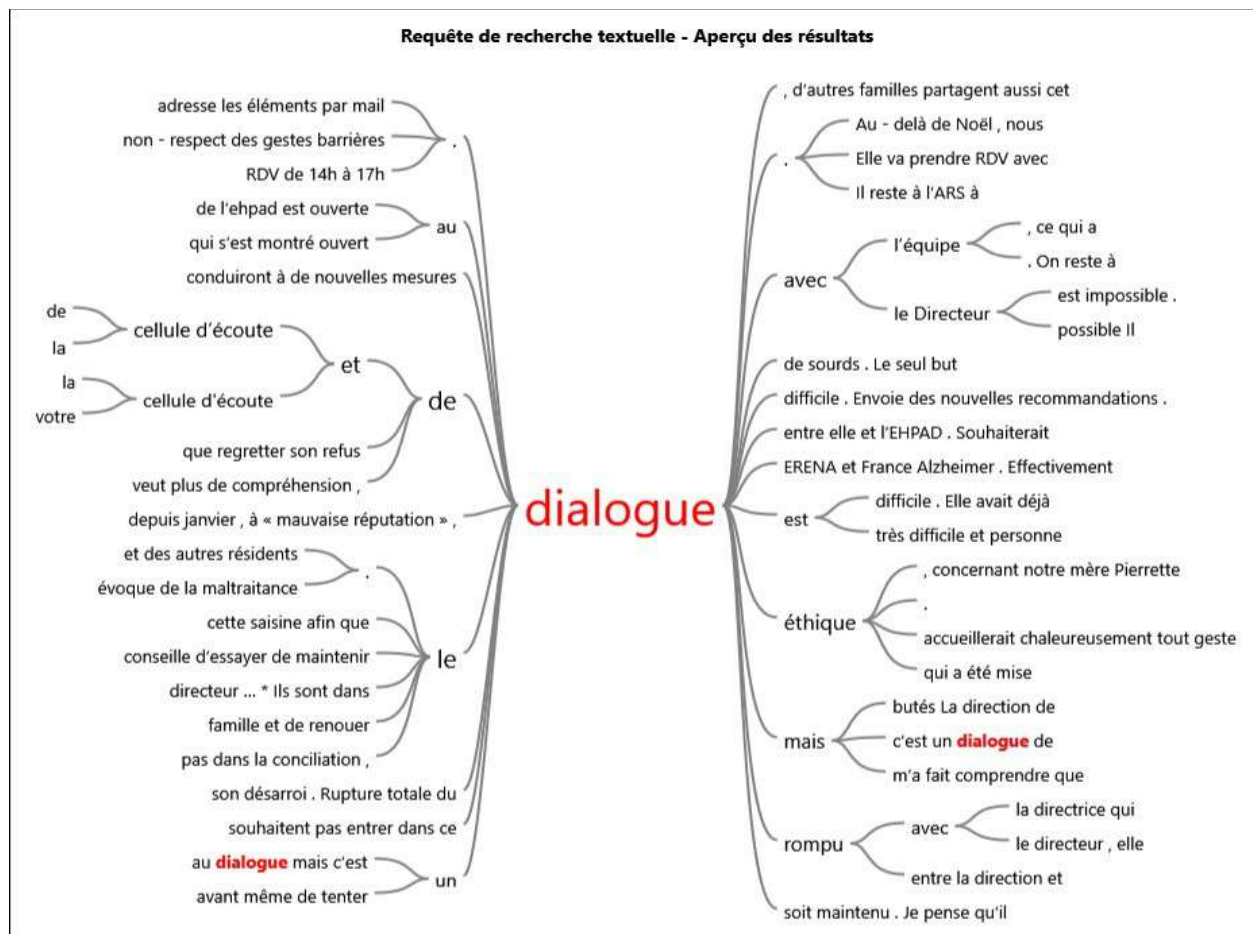 Requête de recherche textuelle - Aperçu des résultats
adresse les éléments par mail
non - respect des gestes barrières
RDV de 14h à 17h
.
de l'ehpad est ouverte
qui s'est montré ouvert
au
conduiront à de nouvelles mesures
de
la
cellule d'écoute
la
votre
cellule d'écoute
et
que regretter son refus
veut plus de compréhension ,
de
depuis janvier , à « mauvaise réputation » ,
et des autres résidents
évoque de la maltraitance
.
cette saisine afin que
conseille d'essayer de maintenir
directeur ... * Ils sont dans
famille et de renouer
pas dans la conciliation ,
le
son désarroi . Rupture totale du
souhaitent pas entrer dans ce
au dialogue mais c'est
avant même de tenter
un
dialogue
, d'autres familles partagent aussi cet
.
Au - delà de Noël , nous
Elle va prendre RDV avec
Il reste à l'ARS à
avec
l'équipe
, ce qui a
. On reste à
le Directeur
est impossible .
possible Il
de sourds . Le seul but
difficile . Envoie des nouvelles recommandations .
entre elle et l'EHPAD . Souhaiterait
ERENA et France Alzheimer . Effectivement
est
difficile . Elle avait déjà
très difficile et personne
éthique
, concernant notre mère Pierrette
.
accueillerait chaleureusement tout geste
qui a été mise
mais
butés La direction de
c'est un dialogue de
m'a fait comprendre que
rompu
avec
la directrice qui
le directeur , elle
entre la direction et
soit maintenu . Je pense qu'il